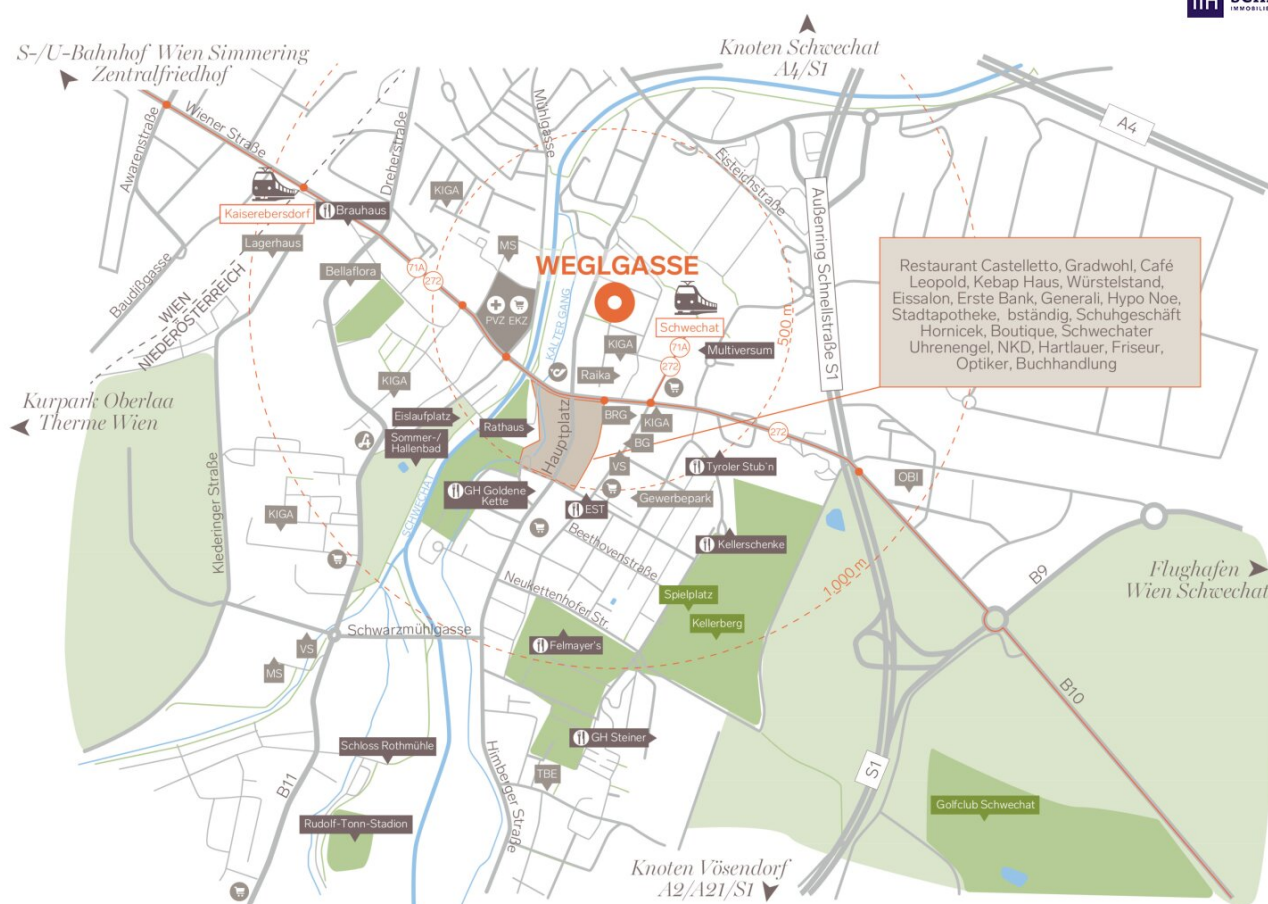 IMMOBILIE
S-/U-Bahnhof Wien Simmering
Zentralfriedhof
Knoten Schwechat
A4/S1
A4
Wiener Straße
Awarenstraße
Dreherstraße
Mühlgasse
Eisteichstraße
Außenring Schnellstraße S1
KIGA
Kaiserebersdorf
Brauhaus
Lagerhaus
Baudißgasse
WIEN
NIEDERÖSTERREICH
Bellaflora
71A
272
MS
PVZ
EKZ
WEGLGASSE
KALTER GANG
Schwechat
71A
272
KIGA
Raika
Multiversum
500 m
Restaurant Castelletto, Gradwohl, Café
Leopold, Kebap Haus, Würstelstand,
Eissalon, Erste Bank, Generali, Hypo Noe,
Stadtapotheke, bständig, Schuhgeschäft
Hornicek, Boutique, Schwechater
Uhrenengel, NKD, Hartlauer, Friseur,
Optiker, Buchhandlung
Kurpark Oberlaa
Therme Wien
KIGA
Eislaufplatz
Sommer-/
Hallenbad
Rathaus
Hauptplatz
BRG
KIGA
BG
VS
272
Tyroler Stub'n
OBI
Klederinger Straße
KIGA
SCHWECHAT
GH Goldene
Kette
EST
Gewerbepark
Beethovenstraße
Kellerschenke
Neukettenhofer Str.
Spielplatz
Kellerberg
1.000 m
B9
Flughafen
Wien Schwechat
Schwarzmühlgasse
VS
MS
Felmayer's
B10
Schloss Rothmühle
GH Steiner
TBE
Himberger Straße
B11
S1
Golfclub Schwechat
Rudolf-Tonn-Stadion
Knoten Vösendorf
A2/A21/S1